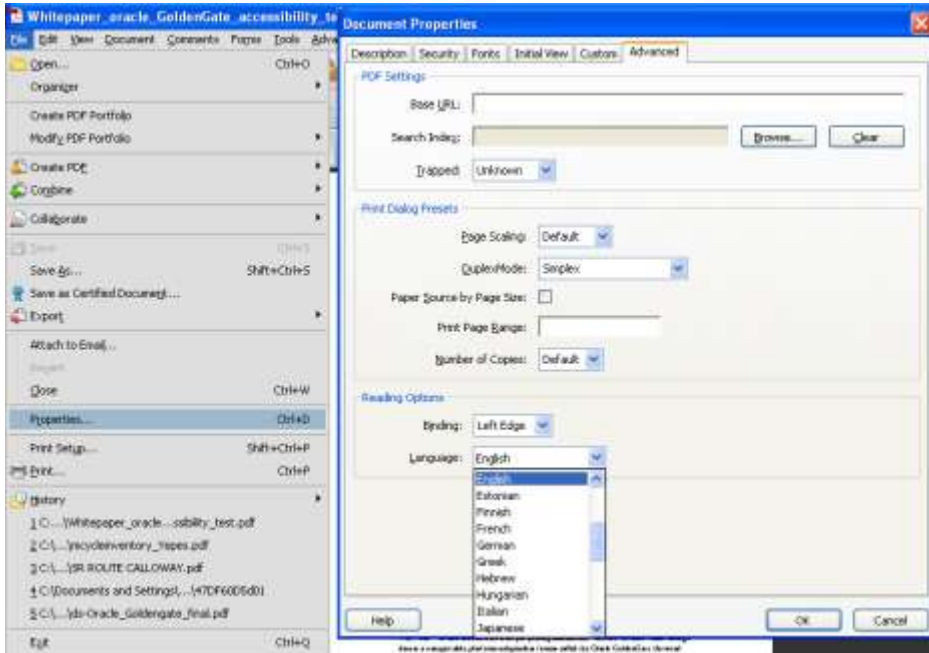 Whitepaper_oracle_GoldenGate_accessibility_te
File Edit View Document Comments Forms Tools Adva
Open... Ctrl+O
Organizer
Create PDF Portfolio
Modify PDF Portfolio
Create PDF
Combine
Collaborate
Save Ctrl+S
Save As... Shift+Ctrl+S
Save as Certified Document...
Export
Attach to Email...
Revert
Close Ctrl+W
Properties... Ctrl+D
Print Setup... Shift+Ctrl+P
Print... Ctrl+P
History
1 C:\...\Whitepaper_oracle...ssibility_test.pdf
2 C:\...\recycleinventory_Yepes.pdf
3 C:\...\SR ROUTE CALLOWAY.pdf
4 C:\Documents and Settings\...\47DF60D5d01
5 C:\...\ds-Oracle_Goldengate_final.pdf
Exit Ctrl+Q
Document Properties
Description Security Fonts Initial View Custom Advanced
PDF Settings
Base URL:
Search Index: Browse... Clear
Trapped: Unknown
Print Dialog Presets
Page Scaling: Default
DuplexMode: Simplex
Paper Source by Page Size:
Print Page Range:
Number of Copies: Default
Reading Options
Binding: Left Edge
Language: English
English
Estonian
Finnish
French
German
Greek
Hebrew
Hungarian
Italian
Japanese
Help OK Cancel